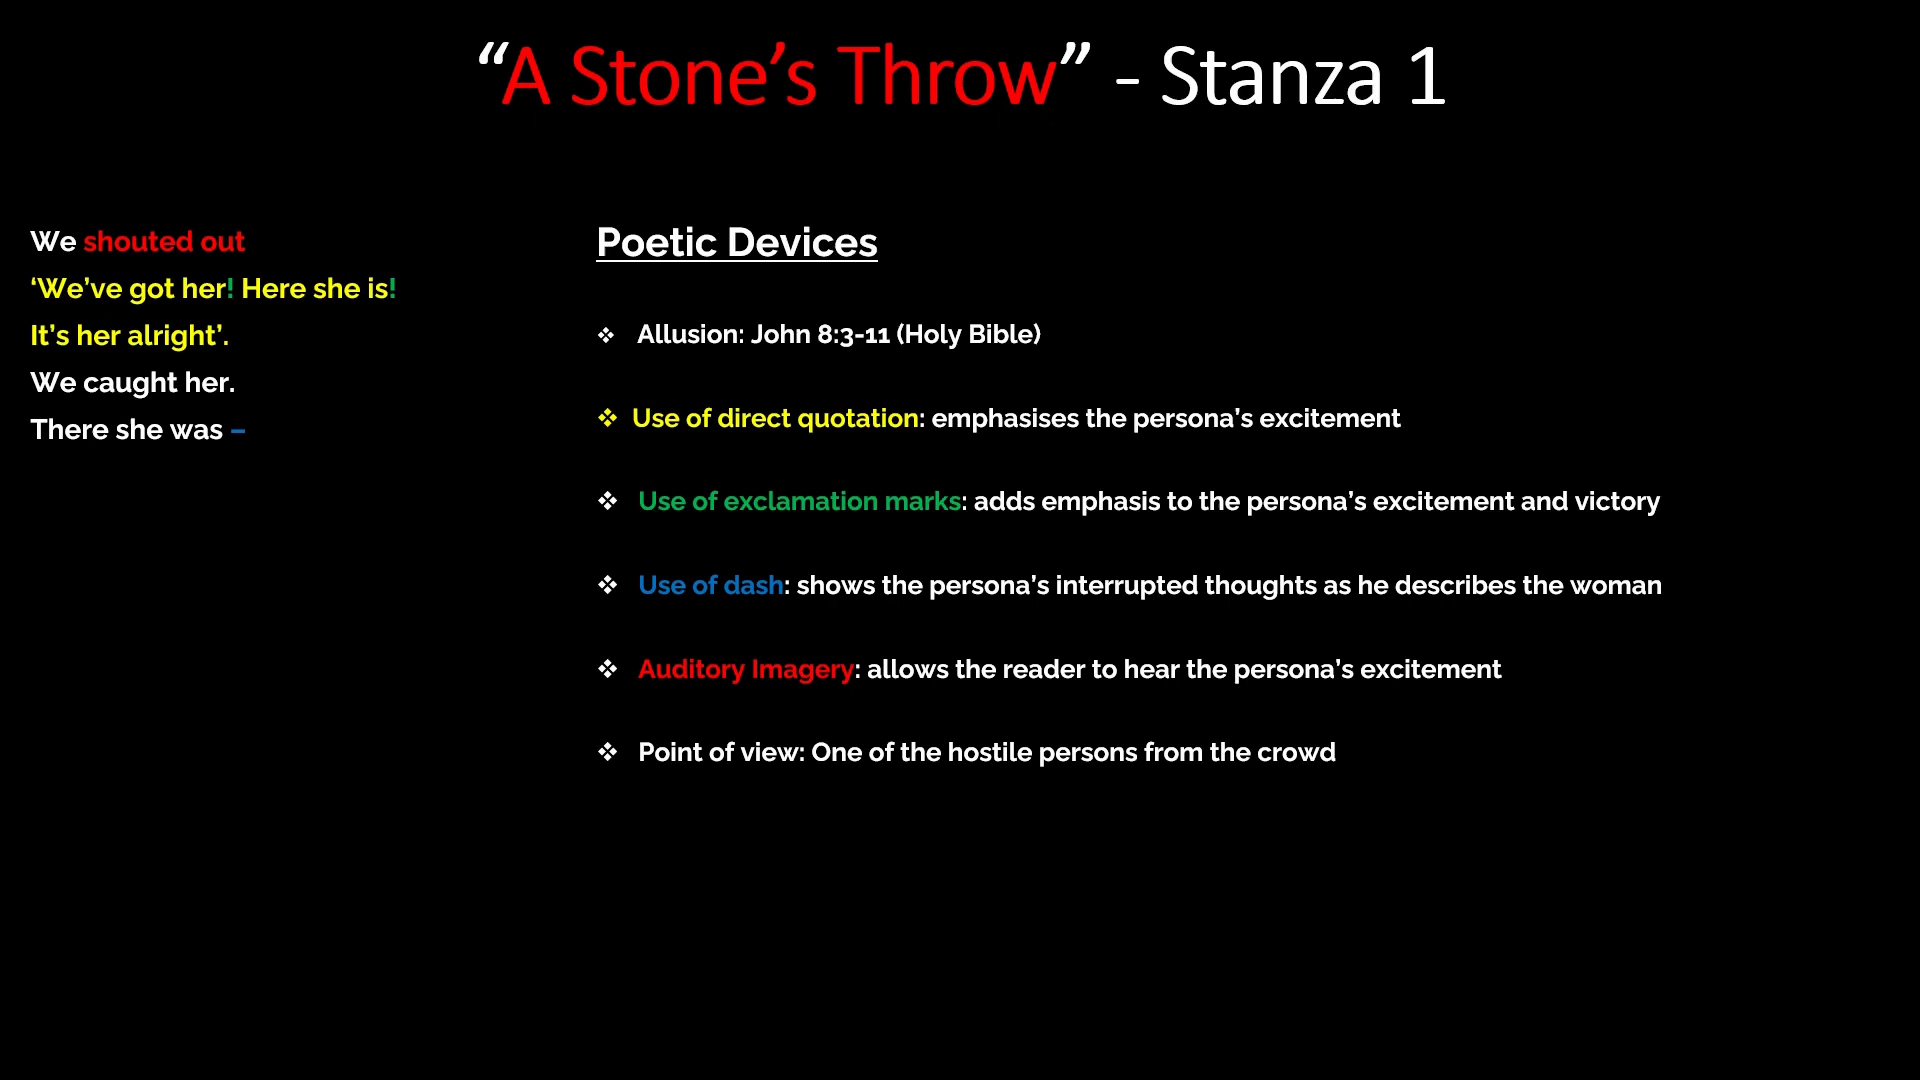 “A Stone’s Throw” - Stanza 1
We shouted out
‘We’ve got her! Here she is!
It’s her alright’.
We caught her.
There she was –
Poetic Devices
❖ Allusion: John 8:3-11 (Holy Bible)
❖ Use of direct quotation: emphasises the persona’s excitement
❖ Use of exclamation marks: adds emphasis to the persona’s excitement and victory
❖ Use of dash: shows the persona’s interrupted thoughts as he describes the woman
❖ Auditory Imagery: allows the reader to hear the persona’s excitement
❖ Point of view: One of the hostile persons from the crowd